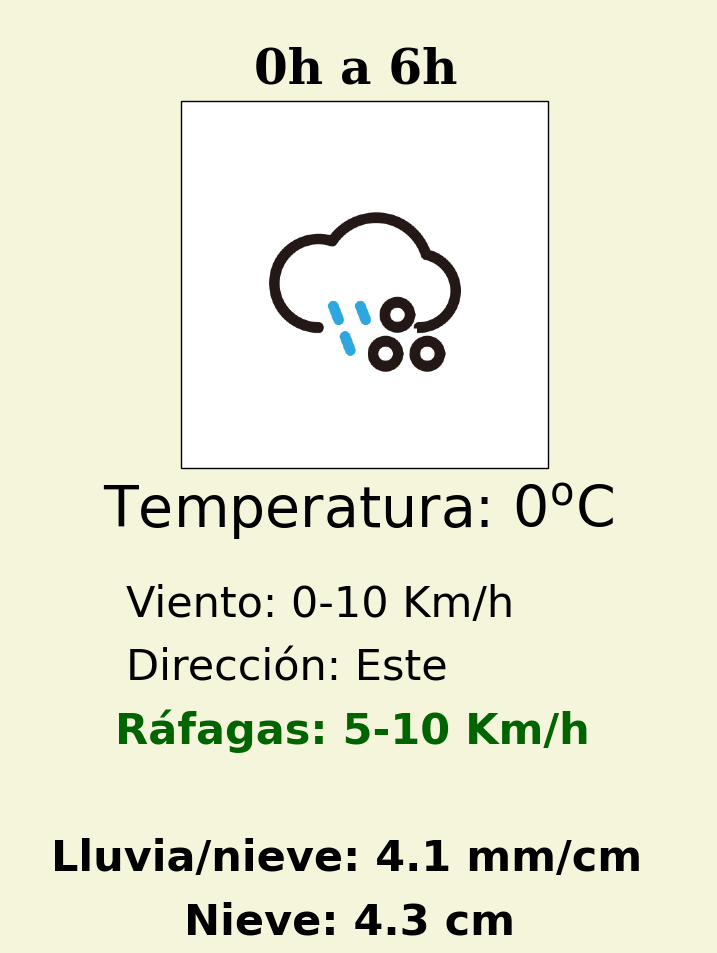 0h a 6h
Temperatura: 0ºC
Viento: 0-10 Km/h
Dirección: Este
Ráfagas: 5-10 Km/h
Lluvia/nieve: 4.1 mm/cm
Nieve: 4.3 cm